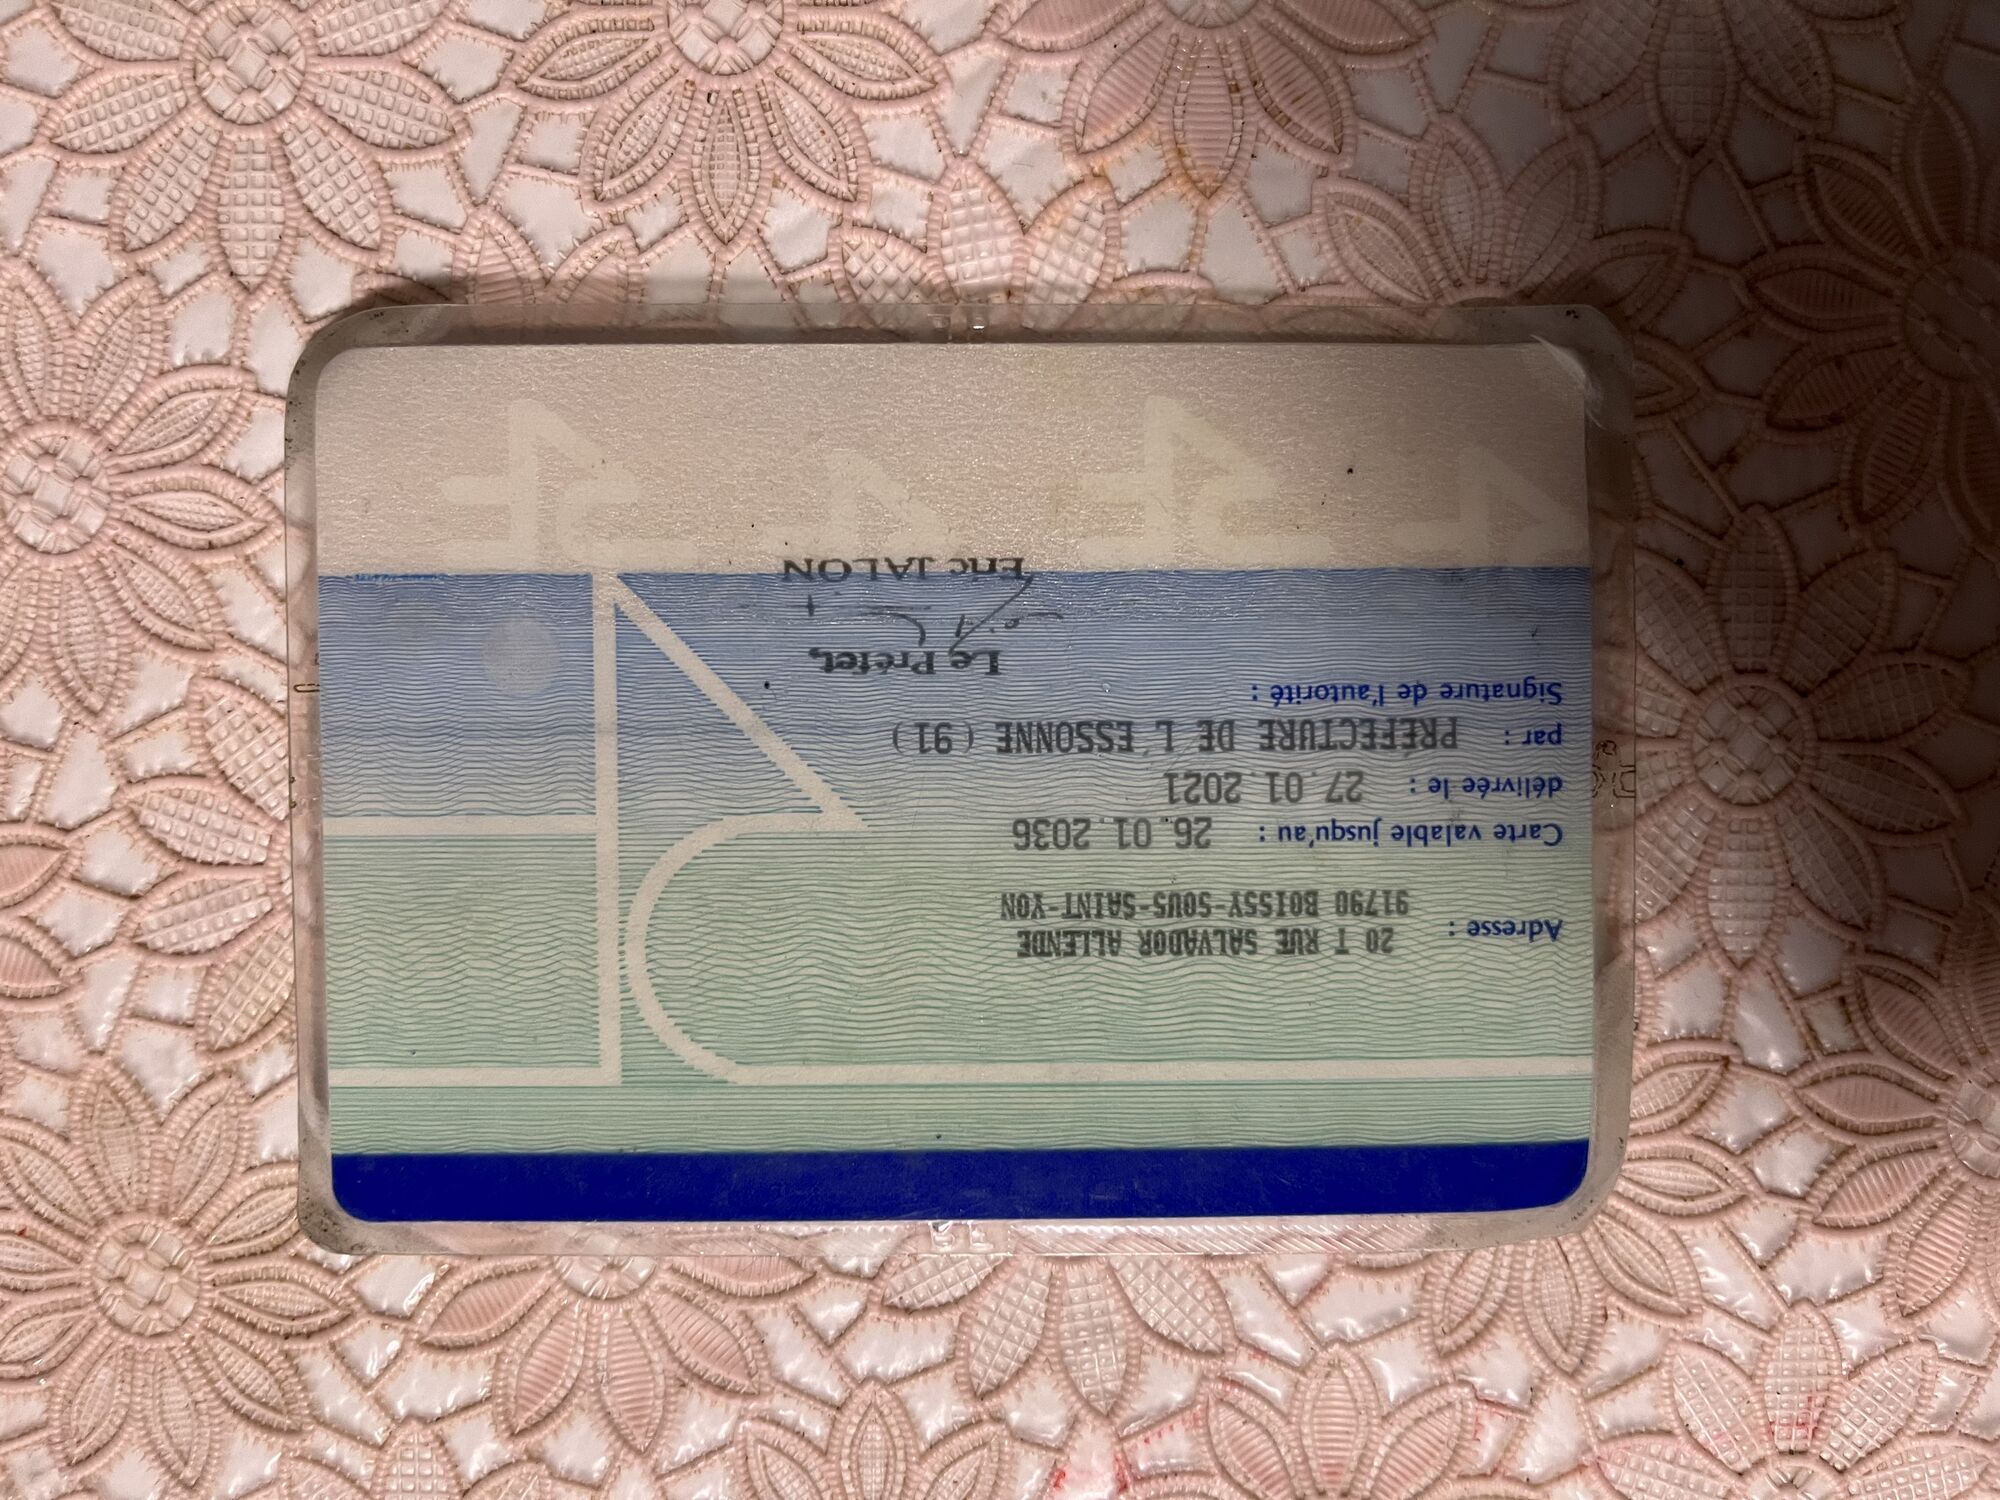 Adresse : 20 T RUE SALVADOR ALLENDE
91790 BOISSY-SOUS-SAINT-YON
Carte valable jusqu'au : 26.01.2036
délivrée le : 27.01.2021
par : PRÉFECTURE DE L'ESSONNE (91)
Signature de l'autorité :
Le Préfet,
Eric JALON